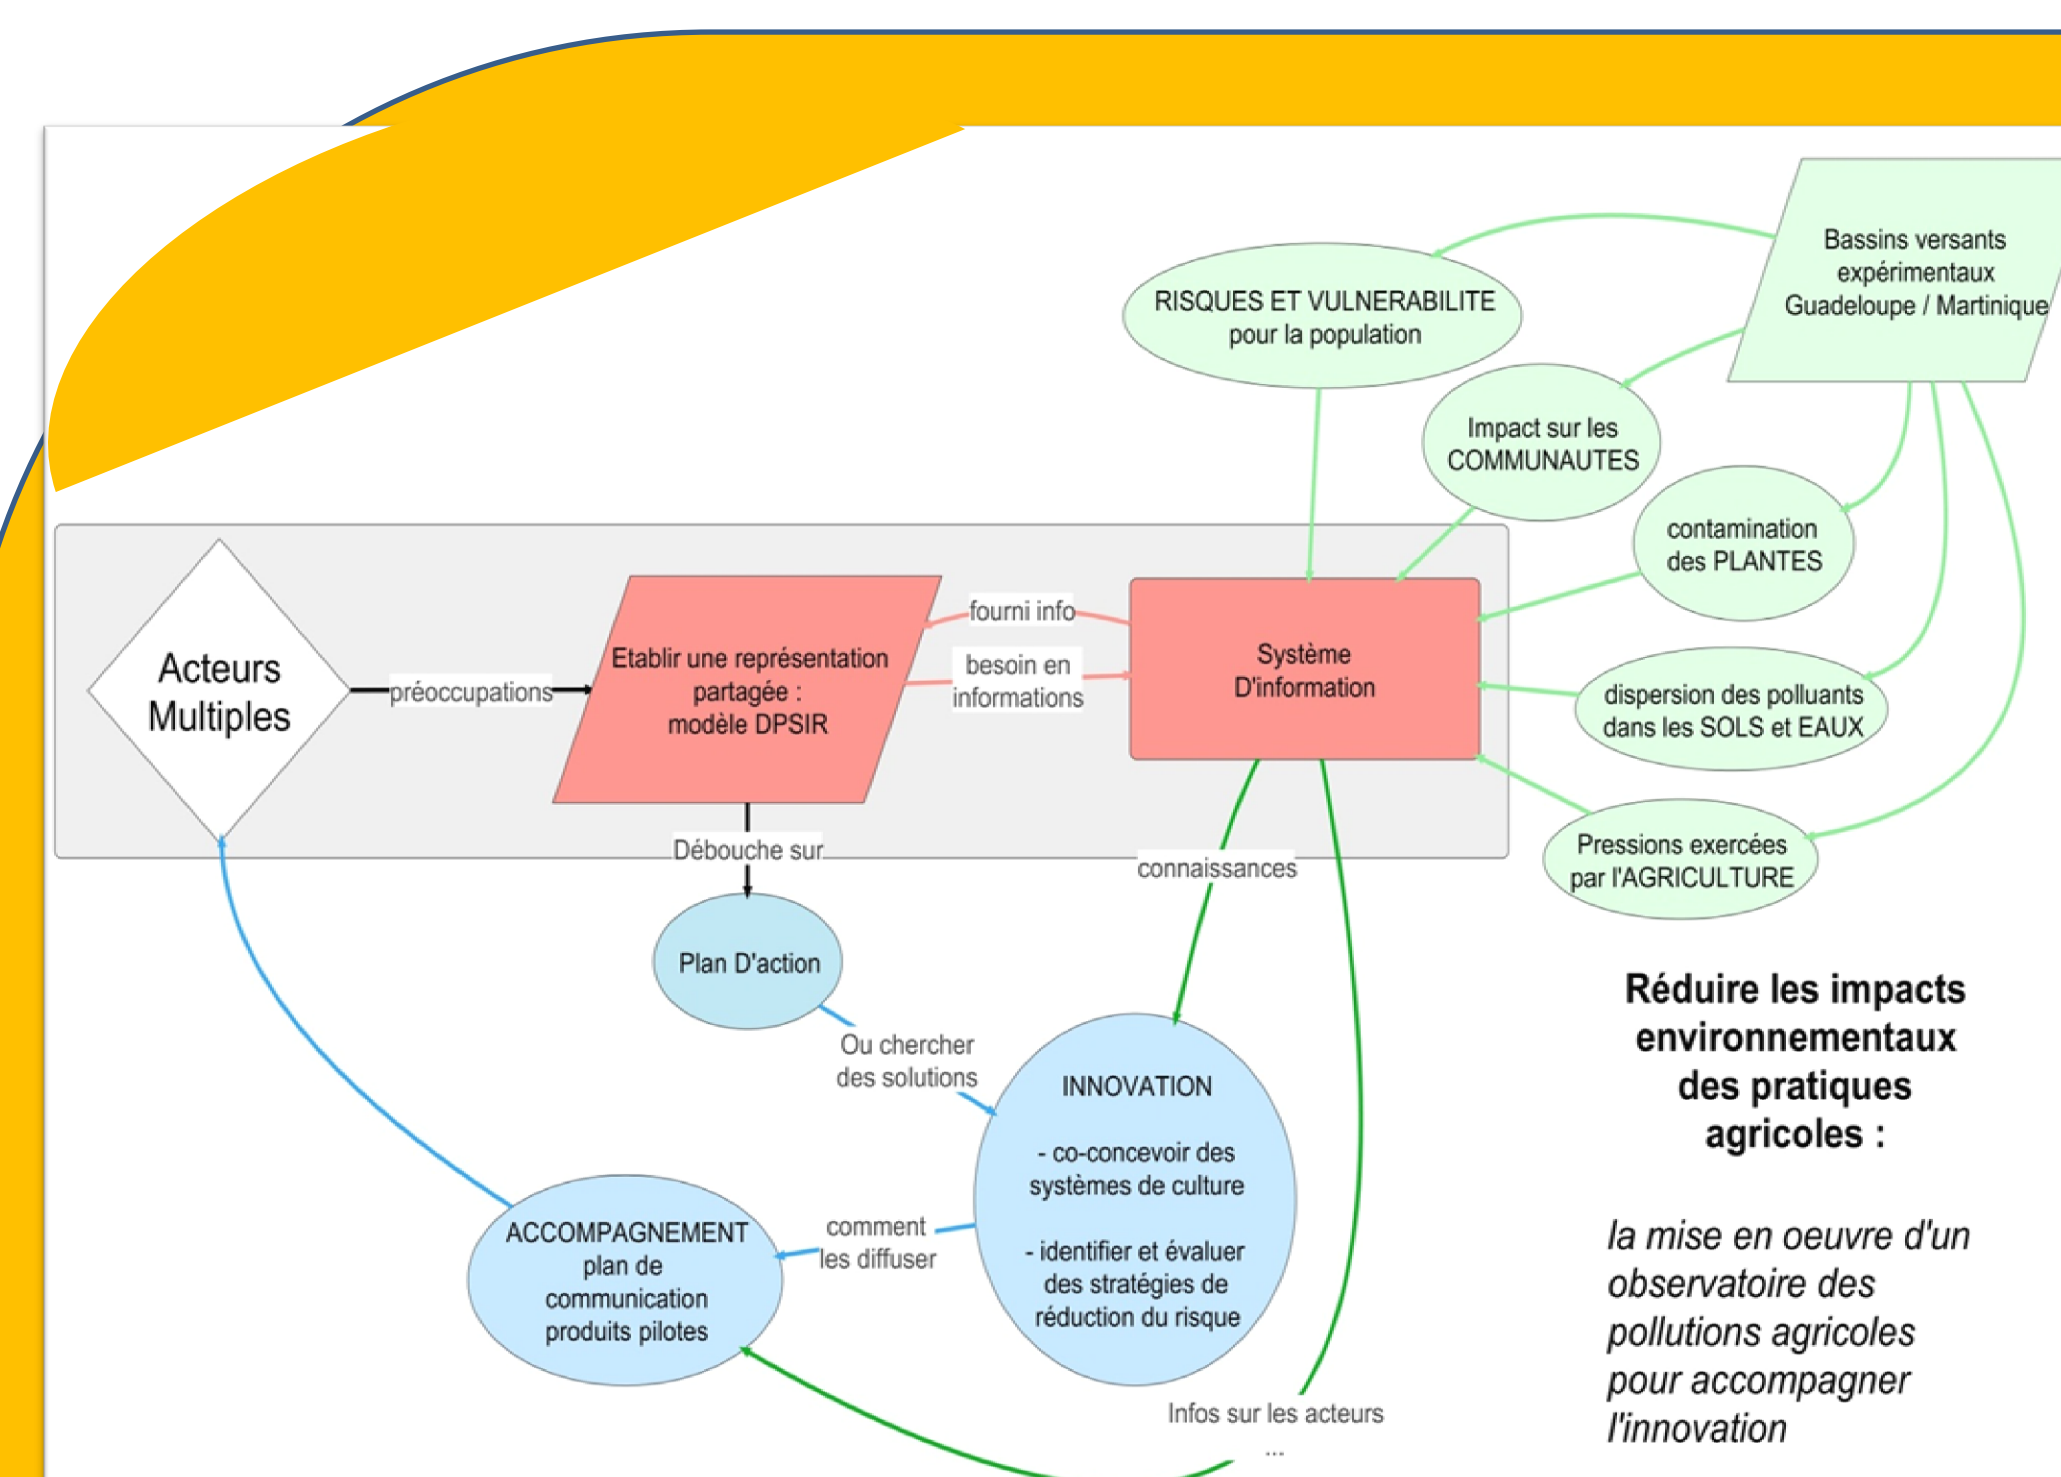 Bassins versants
expérimentaux
Guadeloupe / Martinique
RISQUES ET VULNERABILITE
pour la population
Impact sur les
COMMUNAUTES
contamination
des PLANTES
dispersion des polluants
dans les SOLS et EAUX
Pressions exercées
par l'AGRICULTURE
Acteurs
Multiples
préoccupations
Etablir une représentation
partagée :
modèle DPSIR
fourni info
besoin en
informations
Système
D'information
Débouche sur
connaissances
Plan D'action
Ou chercher
des solutions
INNOVATION
- co-concevoir des
systèmes de culture
- identifier et évaluer
des stratégies de
réduction du risque
comment
les diffuser
ACCOMPAGNEMENT
plan de
communication
produits pilotes
Infos sur les acteurs
...
Réduire les impacts
environnementaux
des pratiques
agricoles :
la mise en oeuvre d'un
observatoire des
pollutions agricoles
pour accompagner
l'innovation